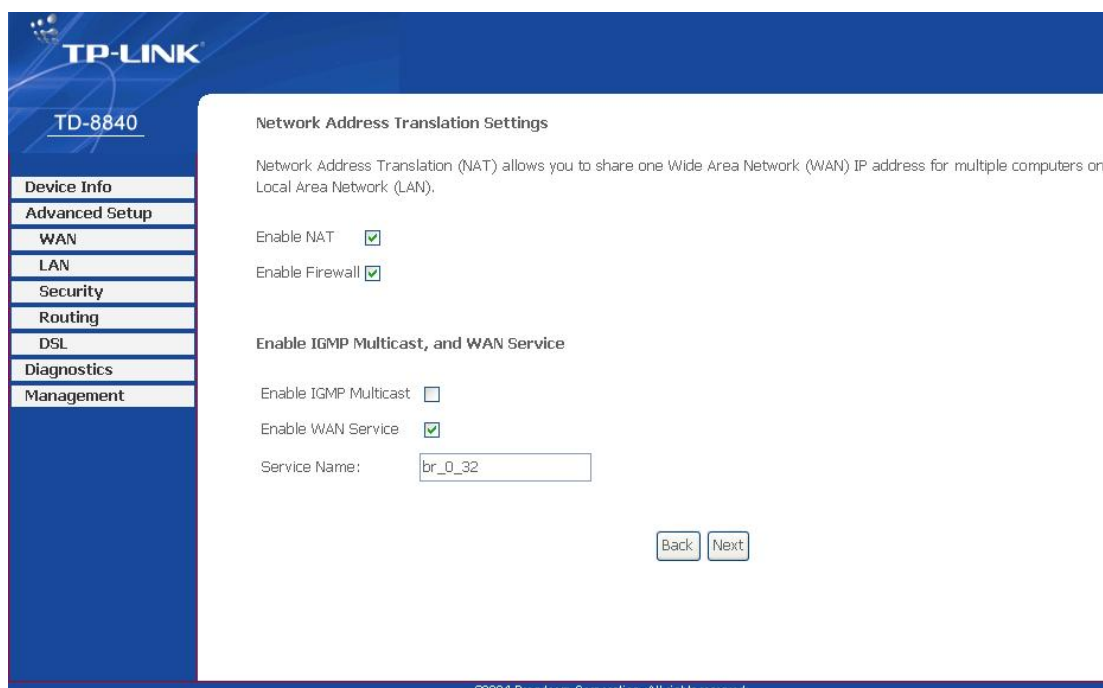 TP-LINK
TD-8840
Device Info
Advanced Setup
WAN
LAN
Security
Routing
DSL
Diagnostics
Management
Network Address Translation Settings
Network Address Translation (NAT) allows you to share one Wide Area Network (WAN) IP address for multiple computers on
Local Area Network (LAN).
Enable NAT
Enable Firewall
Enable IGMP Multicast, and WAN Service
Enable IGMP Multicast
Enable WAN Service
Service Name: br_0_32
Back Next